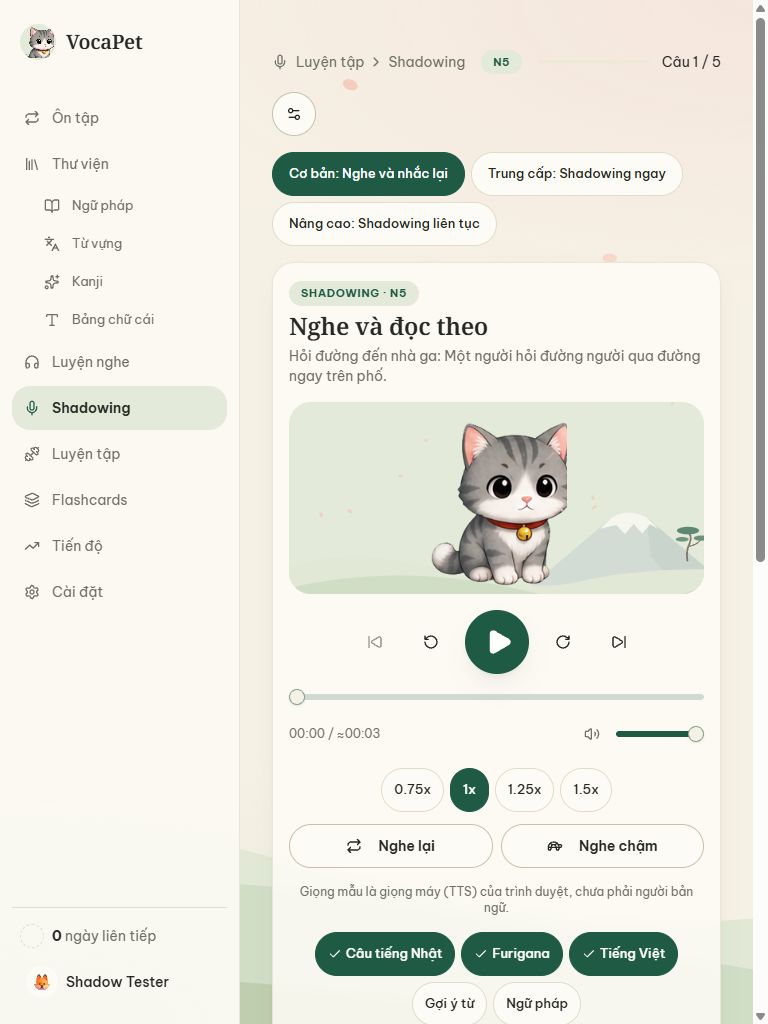 VocaPet
Ôn tập
Thư viện
Ngữ pháp
Từ vựng
Kanji
Bảng chữ cái
Luyện nghe
Shadowing
Luyện tập
Flashcards
Tiến độ
Cài đặt
0 ngày liên tiếp
Shadow Tester
Luyện tập > Shadowing N5 Câu 1 / 5
Cơ bản: Nghe và nhắc lại
Trung cấp: Shadowing ngay
Nâng cao: Shadowing liên tục
SHADOWING · N5
Nghe và đọc theo
Hỏi đường đến nhà ga: Một người hỏi đường người qua đường
ngay trên phố.
00:00 / ≈00:03
0.75x 1x 1.25x 1.5x
Nghe lại Nghe chậm
Giọng mẫu là giọng máy (TTS) của trình duyệt, chưa phải người bản
ngữ.
Câu tiếng Nhật Furigana Tiếng Việt
Gợi ý từ Ngữ pháp